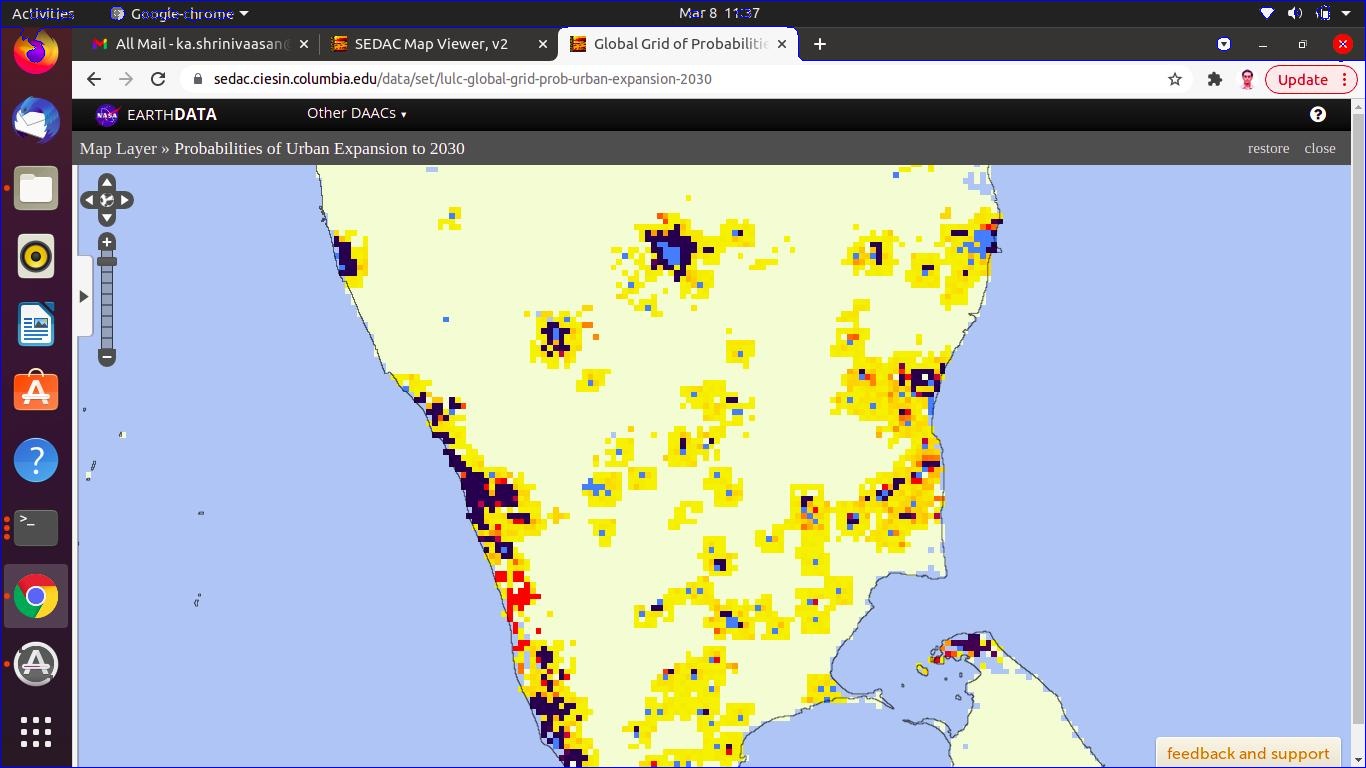 Activities
Google-chrome
Mar 8 11:37
All Mail - ka.shrinivaasan@
SEDAC Map Viewer, v2
Global Grid of Probabilitie
sedac.ciesin.columbia.edu/data/set/lulc-global-grid-prob-urban-expansion-2030
Update
NASA EARTHDATA
Other DAACs
Map Layer » Probabilities of Urban Expansion to 2030
restore
close
feedback and support